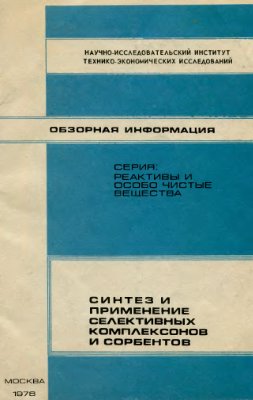 НАУЧНО-ИССЛЕДОВАТЕЛЬСКИЙ ИНСТИТУТ
ТЕХНИКО-ЭКОНОМИЧЕСКИХ ИССЛЕДОВАНИЙ
ОБЗОРНАЯ ИНФОРМАЦИЯ
СЕРИЯ:
РЕАКТИВЫ И
ОСОБО ЧИСТЫЕ
ВЕЩЕСТВА
СИНТЕЗ И
ПРИМЕНЕНИЕ
СЕЛЕКТИВНЫХ
КОМПЛЕКСОНОВ
И СОРБЕНТОВ
МОСКВА
1978